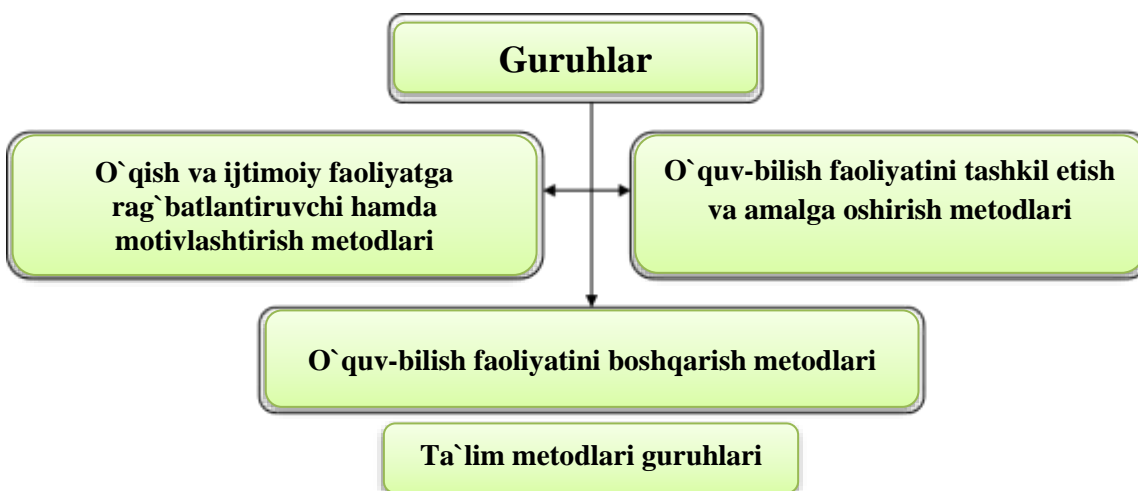 Guruhlar
O`qish va ijtimoiy faoliyatga
rag`batlantiruvchi hamda
motivlashtirish metodlari
O`quv-bilish faoliyatini tashkil etish
va amalga oshirish metodlari
O`quv-bilish faoliyatini boshqarish metodlari
Ta`lim metodlari guruhlari